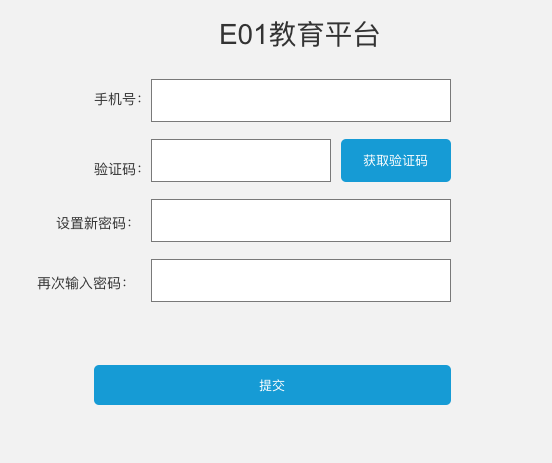 E01教育平台
手机号：
验证码：
获取验证码
设置新密码：
再次输入密码：
提交